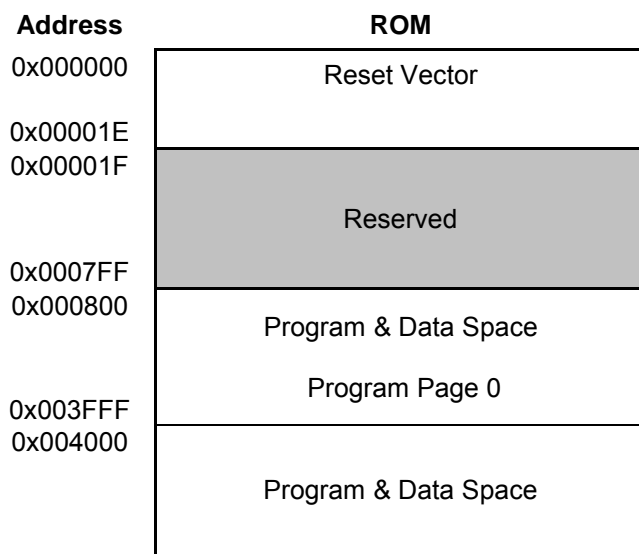 Address ROM
0x000000 Reset Vector
0x00001E
0x00001F
Reserved
0x0007FF
0x000800
Program & Data Space
Program Page 0
0x003FFF
0x004000
Program & Data Space